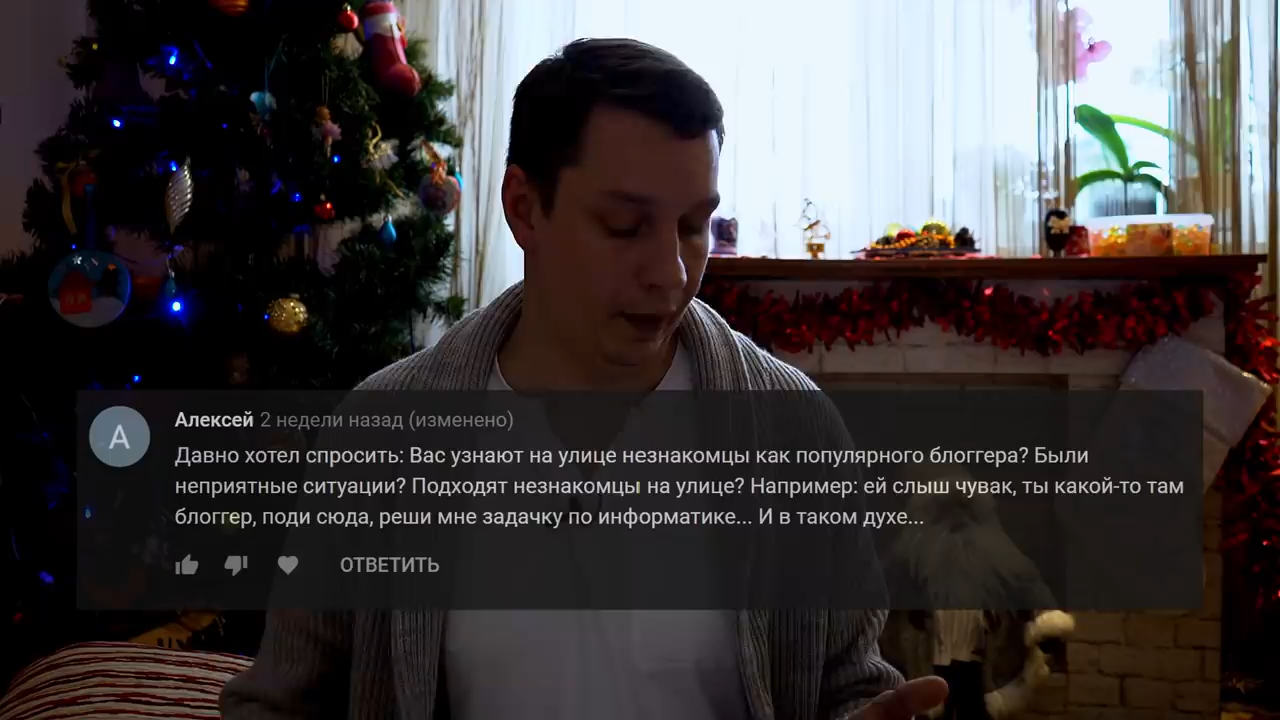 А
Алексей 2 недели назад (изменено)
Давно хотел спросить: Вас узнают на улице незнакомцы как популярного блоггера? Были
неприятные ситуации? Подходят незнакомцы на улице? Например: ей слыш чувак, ты какой-то там
блоггер, поди сюда, реши мне задачку по информатике... И в таком духе...
ОТВЕТИТЬ